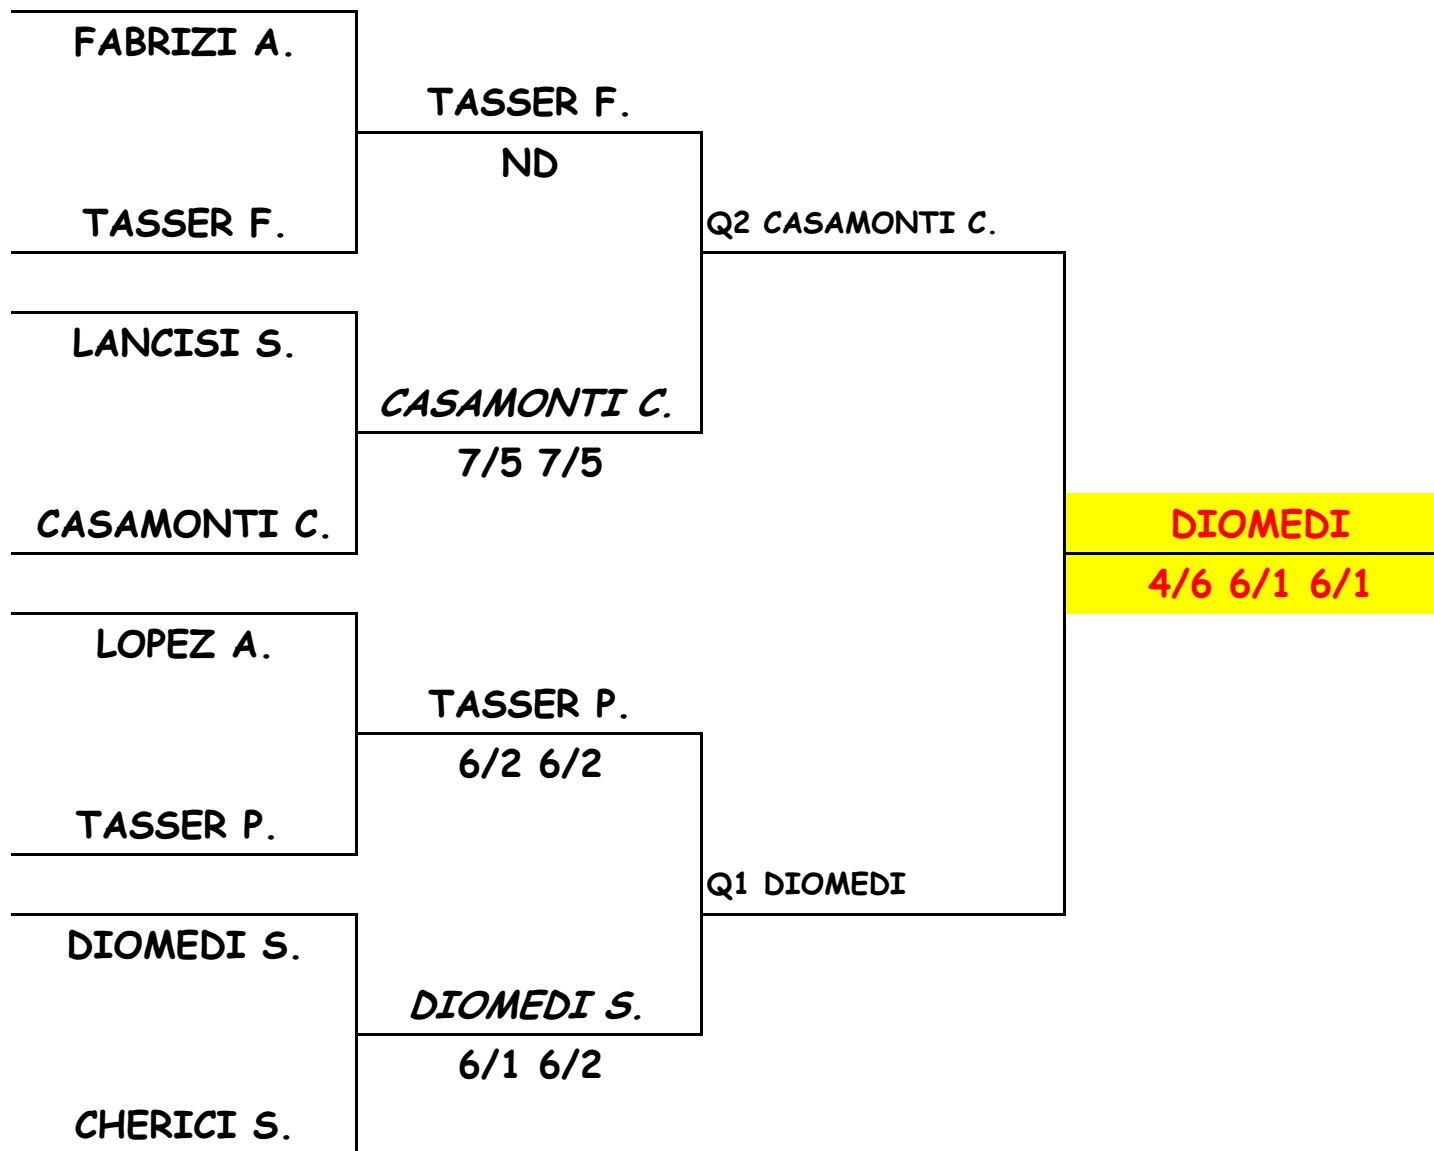 FABRIZI A.
TASSER F.
ND
TASSER F.
Q2 CASAMONTI C.
LANCISI S.
CASAMONTI C.
7/5 7/5
CASAMONTI C.
DIOMEDI
4/6 6/1 6/1
LOPEZ A.
TASSER P.
6/2 6/2
TASSER P.
Q1 DIOMEDI
DIOMEDI S.
DIOMEDI S.
6/1 6/2
CHERICI S.